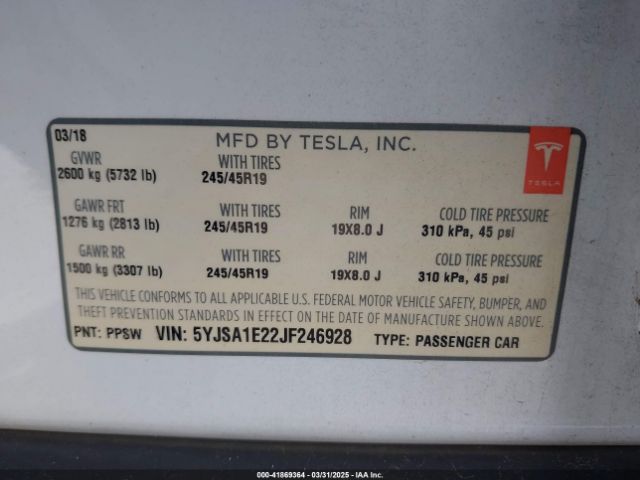 03/18
MFD BY TESLA, INC.
TESLA
GVWR WITH TIRES
2600 kg (5732 lb) 245/45R19
GAWR FRT WITH TIRES RIM COLD TIRE PRESSURE
1276 kg (2813 lb) 245/45R19 19X8.0 J 310 kPa, 45 psi
GAWR RR WITH TIRES RIM COLD TIRE PRESSURE
1500 kg (3307 lb) 245/45R19 19X8.0 J 310 kPa, 45 psi
THIS VEHICLE CONFORMS TO ALL APPLICABLE U.S. FEDERAL MOTOR VEHICLE SAFETY, BUMPER, AND
THEFT PREVENTION STANDARDS IN EFFECT ON THE DATE OF MANUFACTURE SHOWN ABOVE.
PNT: PPSW VIN: 5YJSA1E22JF246928 TYPE: PASSENGER CAR
000-41869364 - 03/31/2025 - IAA Inc.